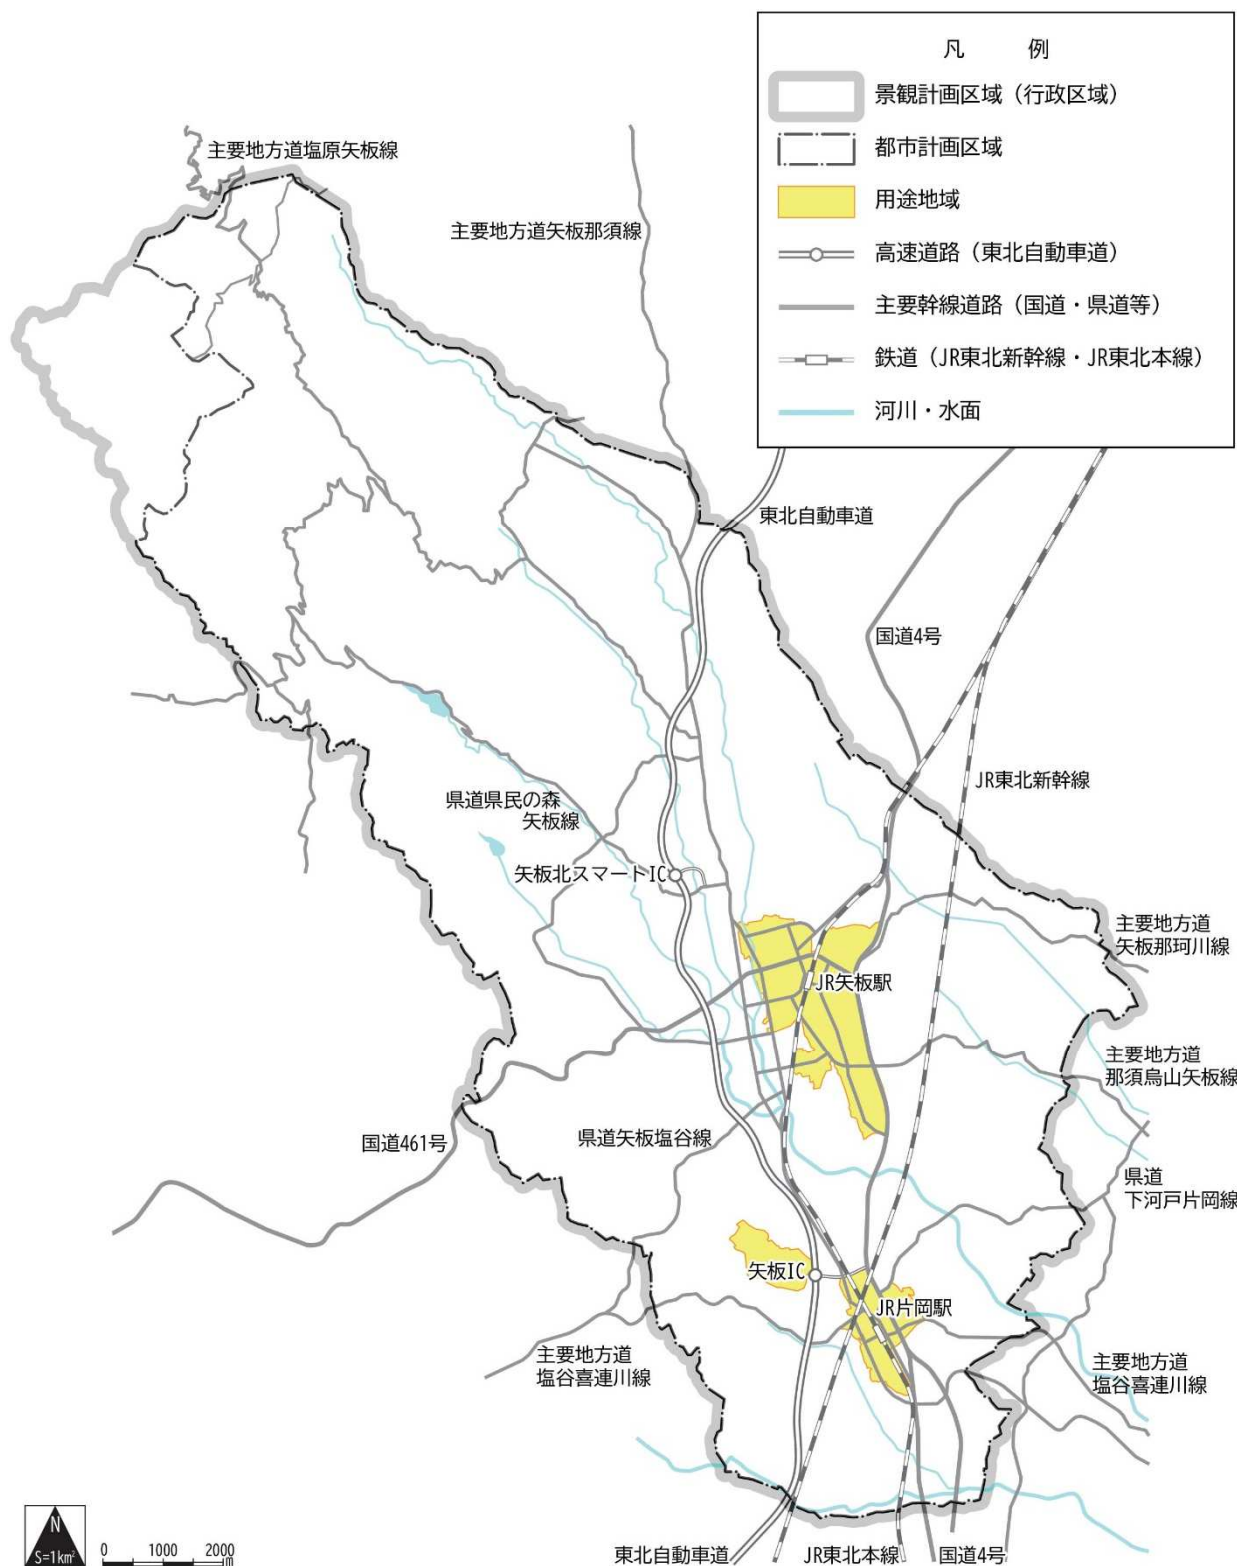 凡　例
景観計画区域（行政区域）
都市計画区域
用途地域
高速道路（東北自動車道）
主要幹線道路（国道・県道等）
鉄道（JR東北新幹線・JR東北本線）
河川・水面
主要地方道塩原矢板線
主要地方道矢板那須線
東北自動車道
国道4号
JR東北新幹線
県道県民の森
矢板線
矢板北スマートIC
主要地方道
矢板那珂川線
JR矢板駅
主要地方道
那須烏山矢板線
国道461号
県道矢板塩谷線
県道
下河戸片岡線
矢板IC
JR片岡駅
主要地方道
塩谷喜連川線
主要地方道
塩谷喜連川線
N
S=1km²
0 1000 2000
m
東北自動車道
JR東北本線
国道4号